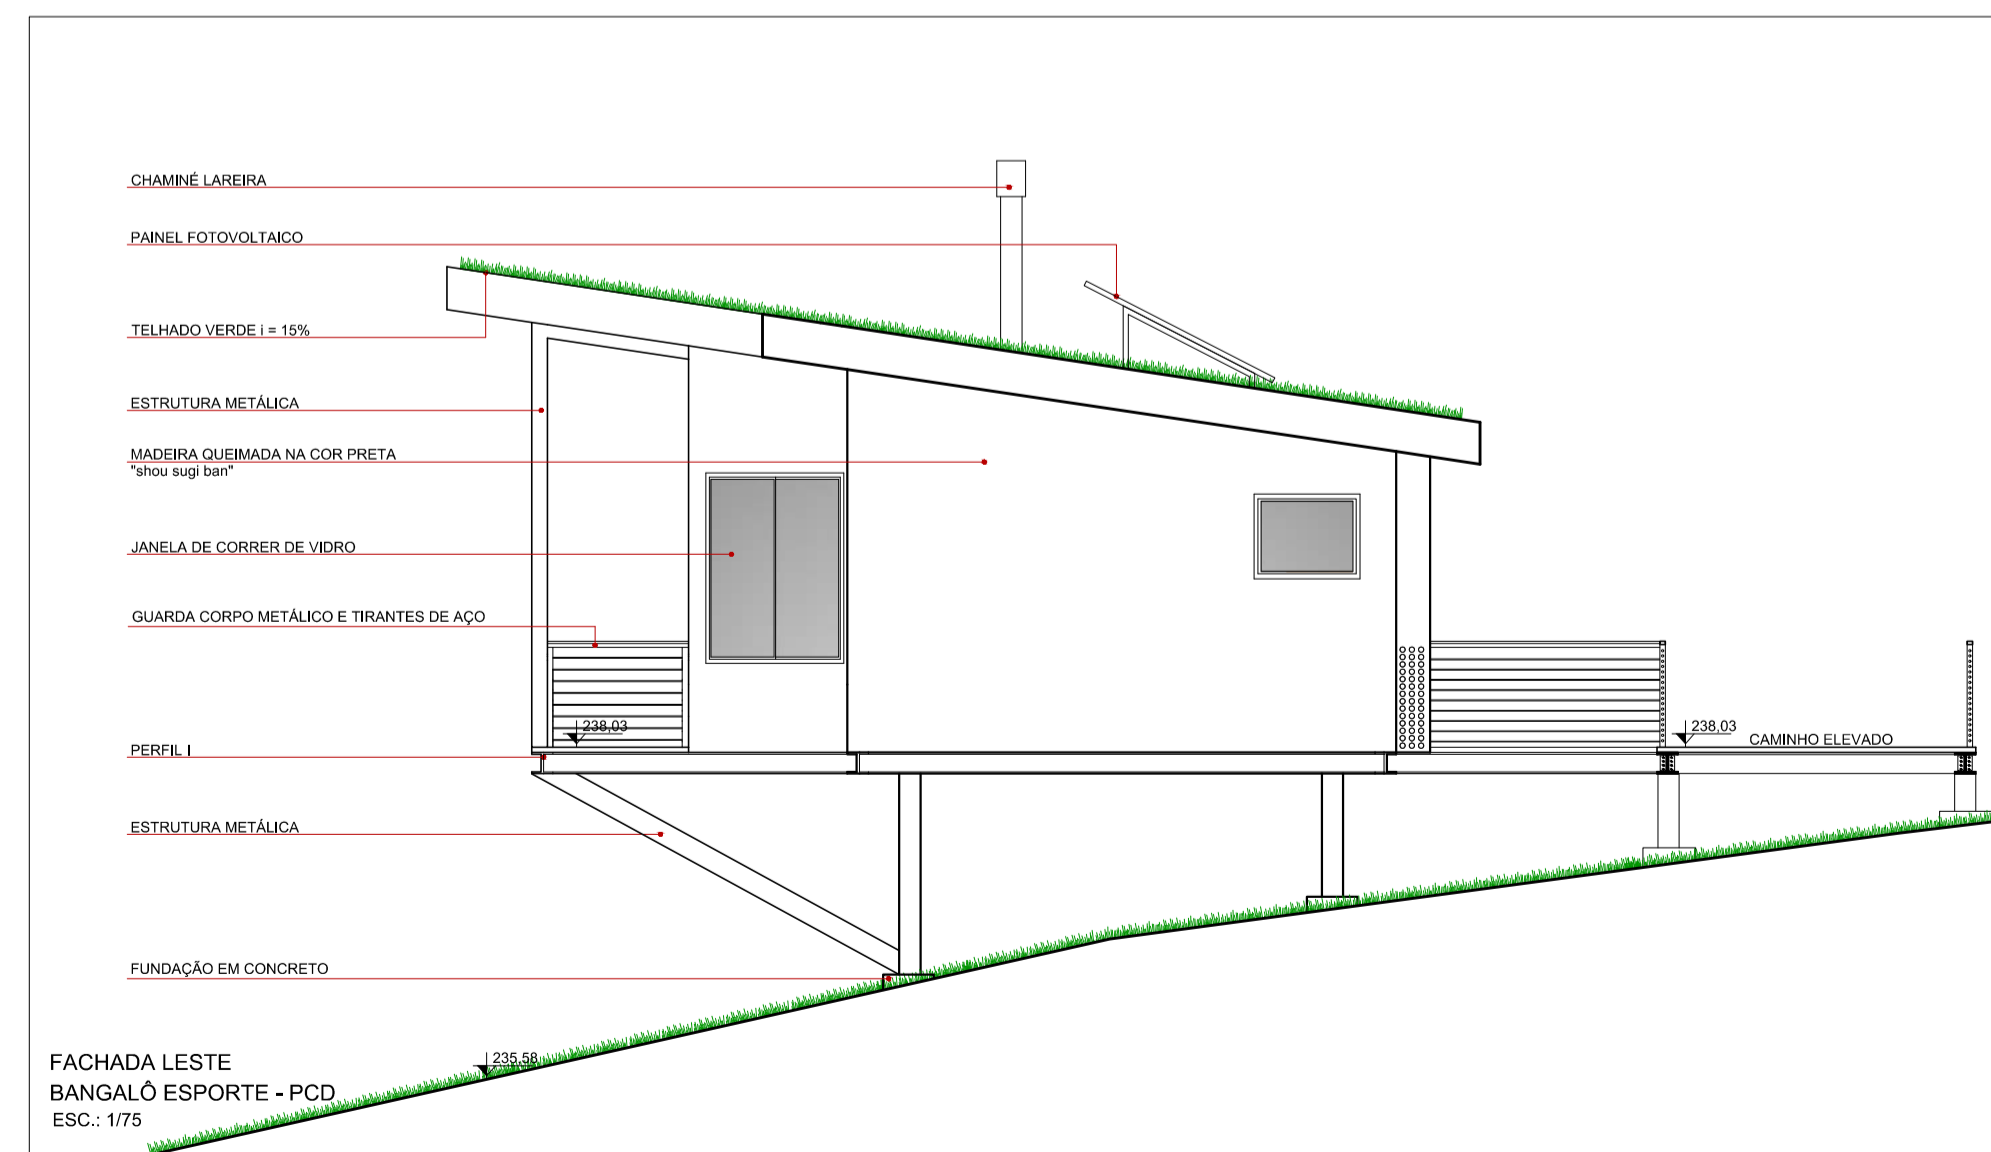 CHAMINÉ LAREIRA
PAINEL FOTOVOLTAICO
TELHADO VERDE i = 15%
ESTRUTURA METÁLICA
MADEIRA QUEIMADA NA COR PRETA
"shou sugi ban"
JANELA DE CORRER DE VIDRO
GUARDA CORPO METÁLICO E TIRANTES DE AÇO
238,03
238,03
CAMINHO ELEVADO
PERFIL I
ESTRUTURA METÁLICA
FUNDAÇÃO EM CONCRETO
235,58
FACHADA LESTE
BANGALÔ ESPORTE - PCD
ESC.: 1/75